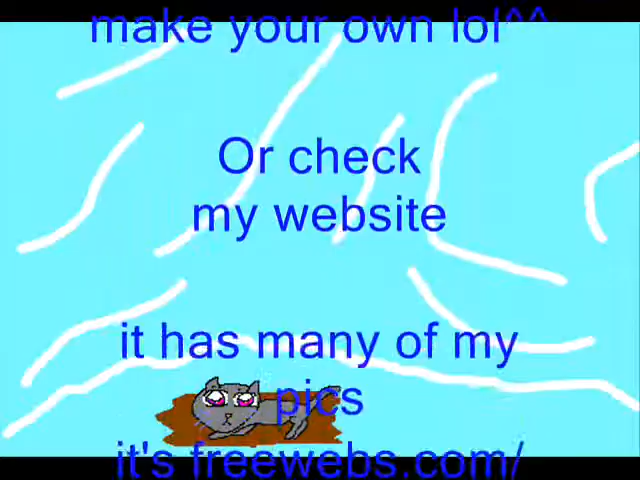 make your own lol^^
Or check
my website
it has many of my
pics
it's freewebs.com/